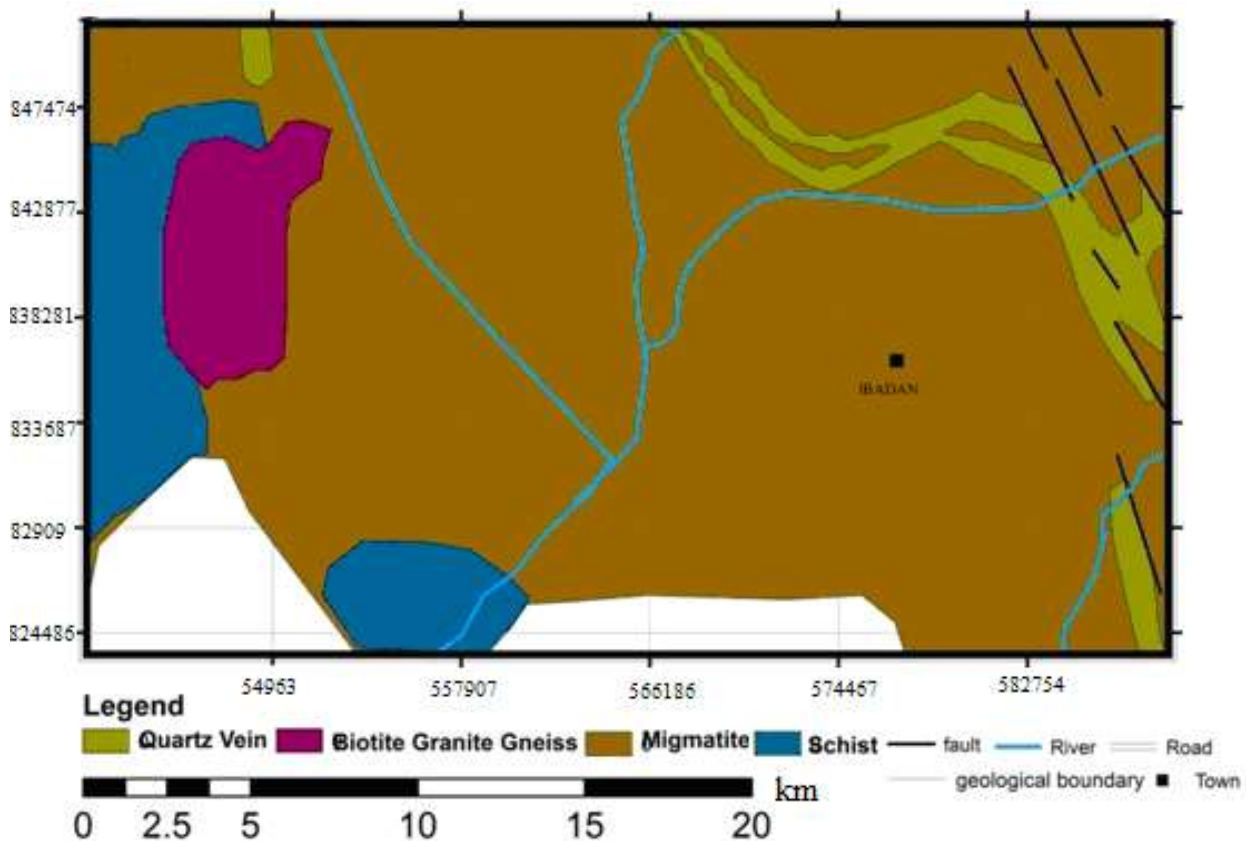 847474
842877
838281
IBADAN
833687
82909
824486
54963
557907
566186
574467
582754
Legend
Quartz Vein
Biotite Granite Gneiss
Migmatite
Schist
fault
River
Road
geological boundary
Town
km
0 2.5 5 10 15 20